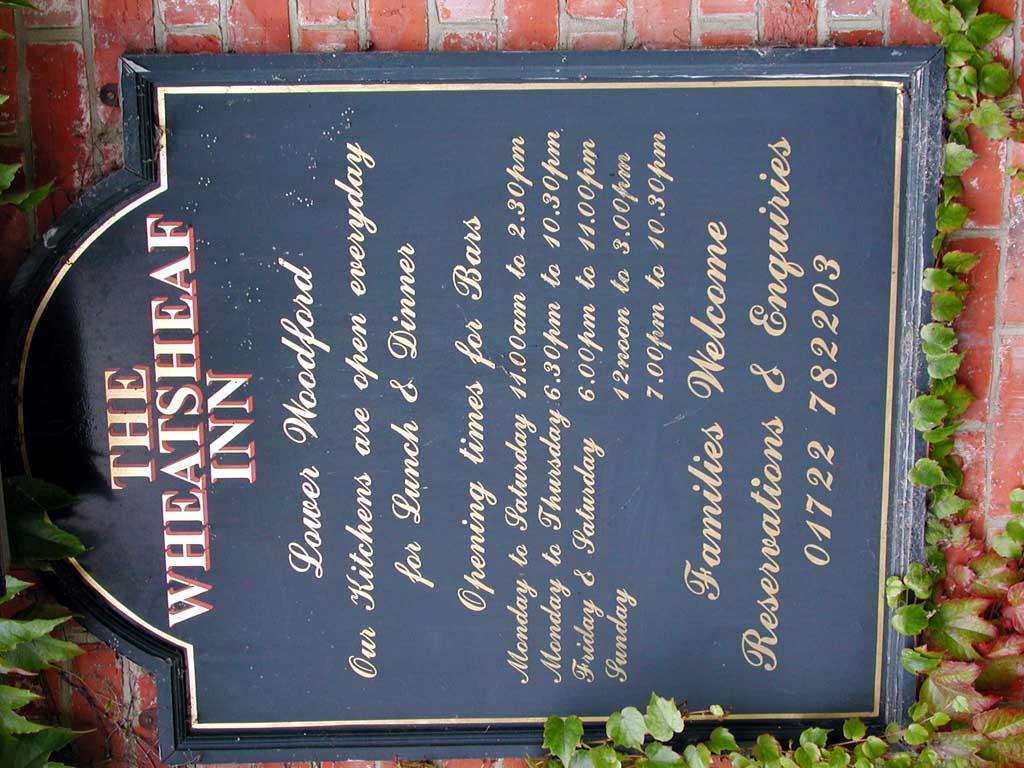 THE
WHEATSHEAF
INN
Lower Woodford
Our Kitchens are open everyday
for Lunch & Dinner
Opening times for Bars
Monday to Saturday 11.00am to 2.30pm
Monday to Thursday 6.30pm to 10.30pm
Friday & Saturday 6.00pm to 11.00pm
Sunday 12noon to 3.00pm
7.00pm to 10.30pm
Families Welcome
Reservations & Enquiries
01722 782203